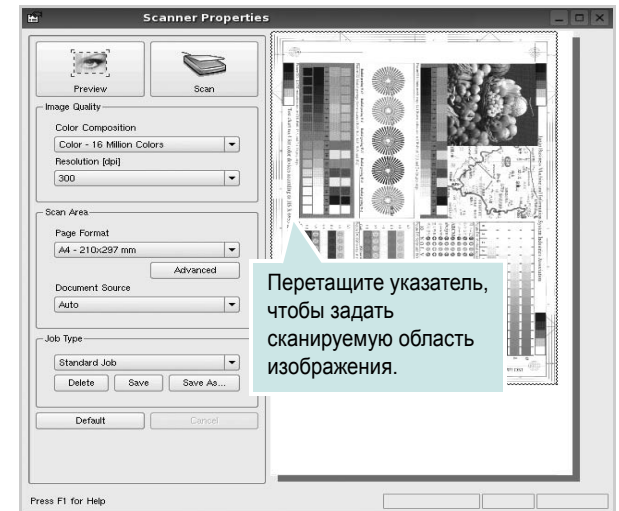 Scanner Properties
Preview
Scan
Image Quality
Color Composition
Color - 16 Million Colors
Resolution [dpi]
300
Scan Area
Page Format
A4 - 210x297 mm
Advanced
Document Source
Auto
Job Type
Standard Job
Delete
Save
Save As...
Default
Cancel
Перетащите указатель,
чтобы задать
сканируемую область
изображения.
Press F1 for Help